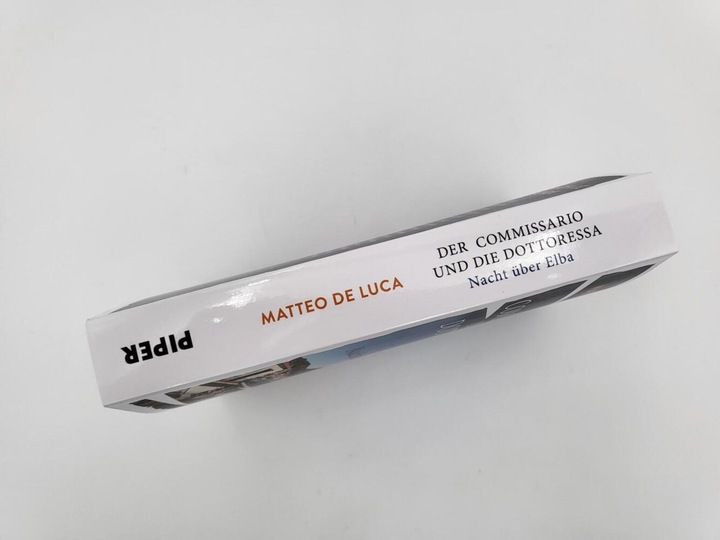 PIPER
MATTEO DE LUCA
DER COMMISSARIO
UND DIE DOTTORESSA
Nacht über Elba